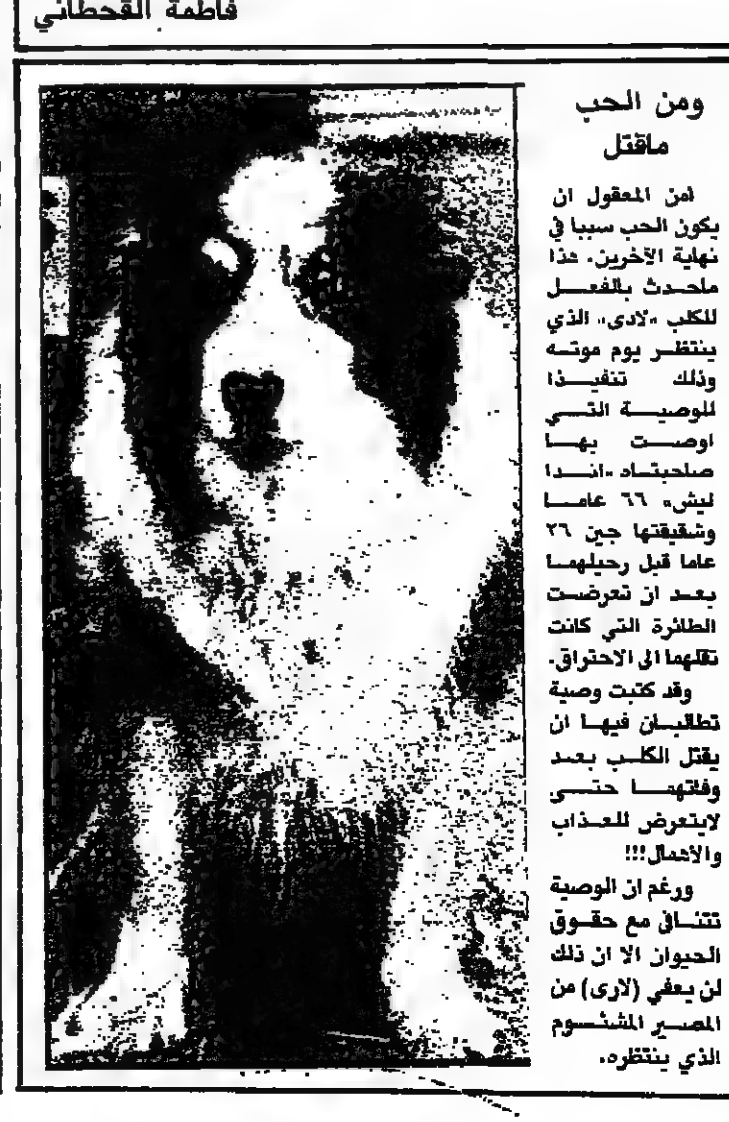 فاطمة القحطاني
ومن الحب
ماقتل
أمن المعقول ان
يكون الحب سببا في
نهاية الآخرين. هذا
ماحدث بالفعل
للكلب «لادى» الذي
ينتظر يوم موته
وذلك تنفيذا
للوصية التي
اوصت بها
صاحبتاه «اندا
ليش» ٦٦ عاما
وشقيقتها جين ٢٦
عاما قبل رحيلهما
بعد ان تعرضت
الطائرة التي كانت
تقلهما الى الاحتراق.
وقد كتبت وصية
تطالبان فيها ان
يقتل الكلب بعد
وفاتهما حتى
لايتعرض للعذاب
والأهمال!!!
ورغم ان الوصية
تتنافى مع حقوق
الحيوان الا ان ذلك
لن يعفي (لارى) من
المصير المشئوم
الذي ينتظره.